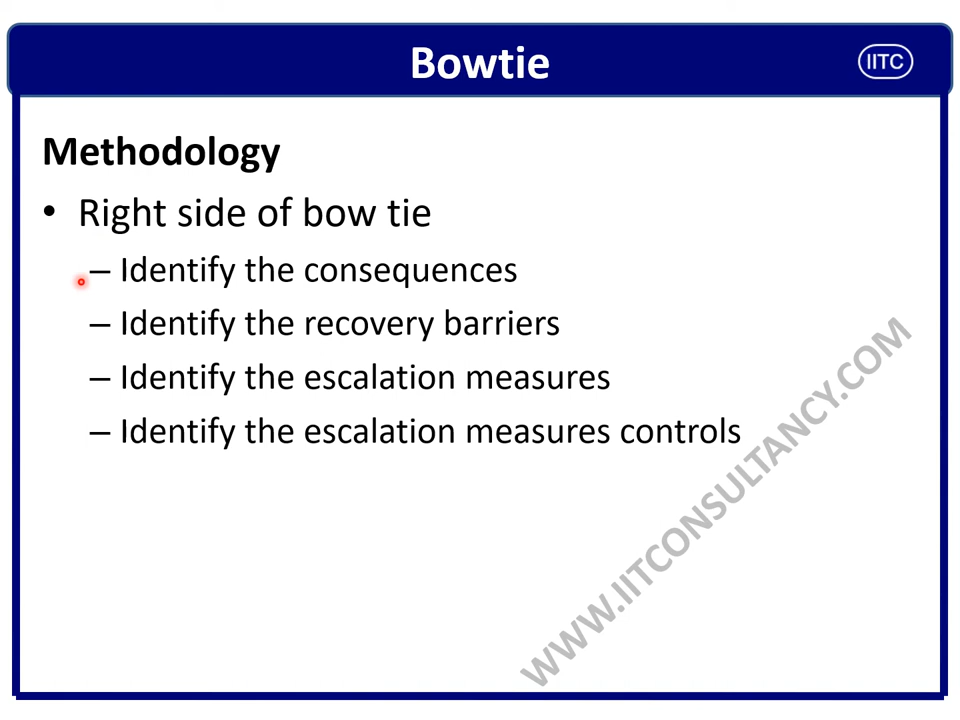 Bowtie
IITC
Methodology
• Right side of bow tie
– Identify the consequences
– Identify the recovery barriers
– Identify the escalation measures
– Identify the escalation measures controls
WWW.IITCONSULTANCY.COM